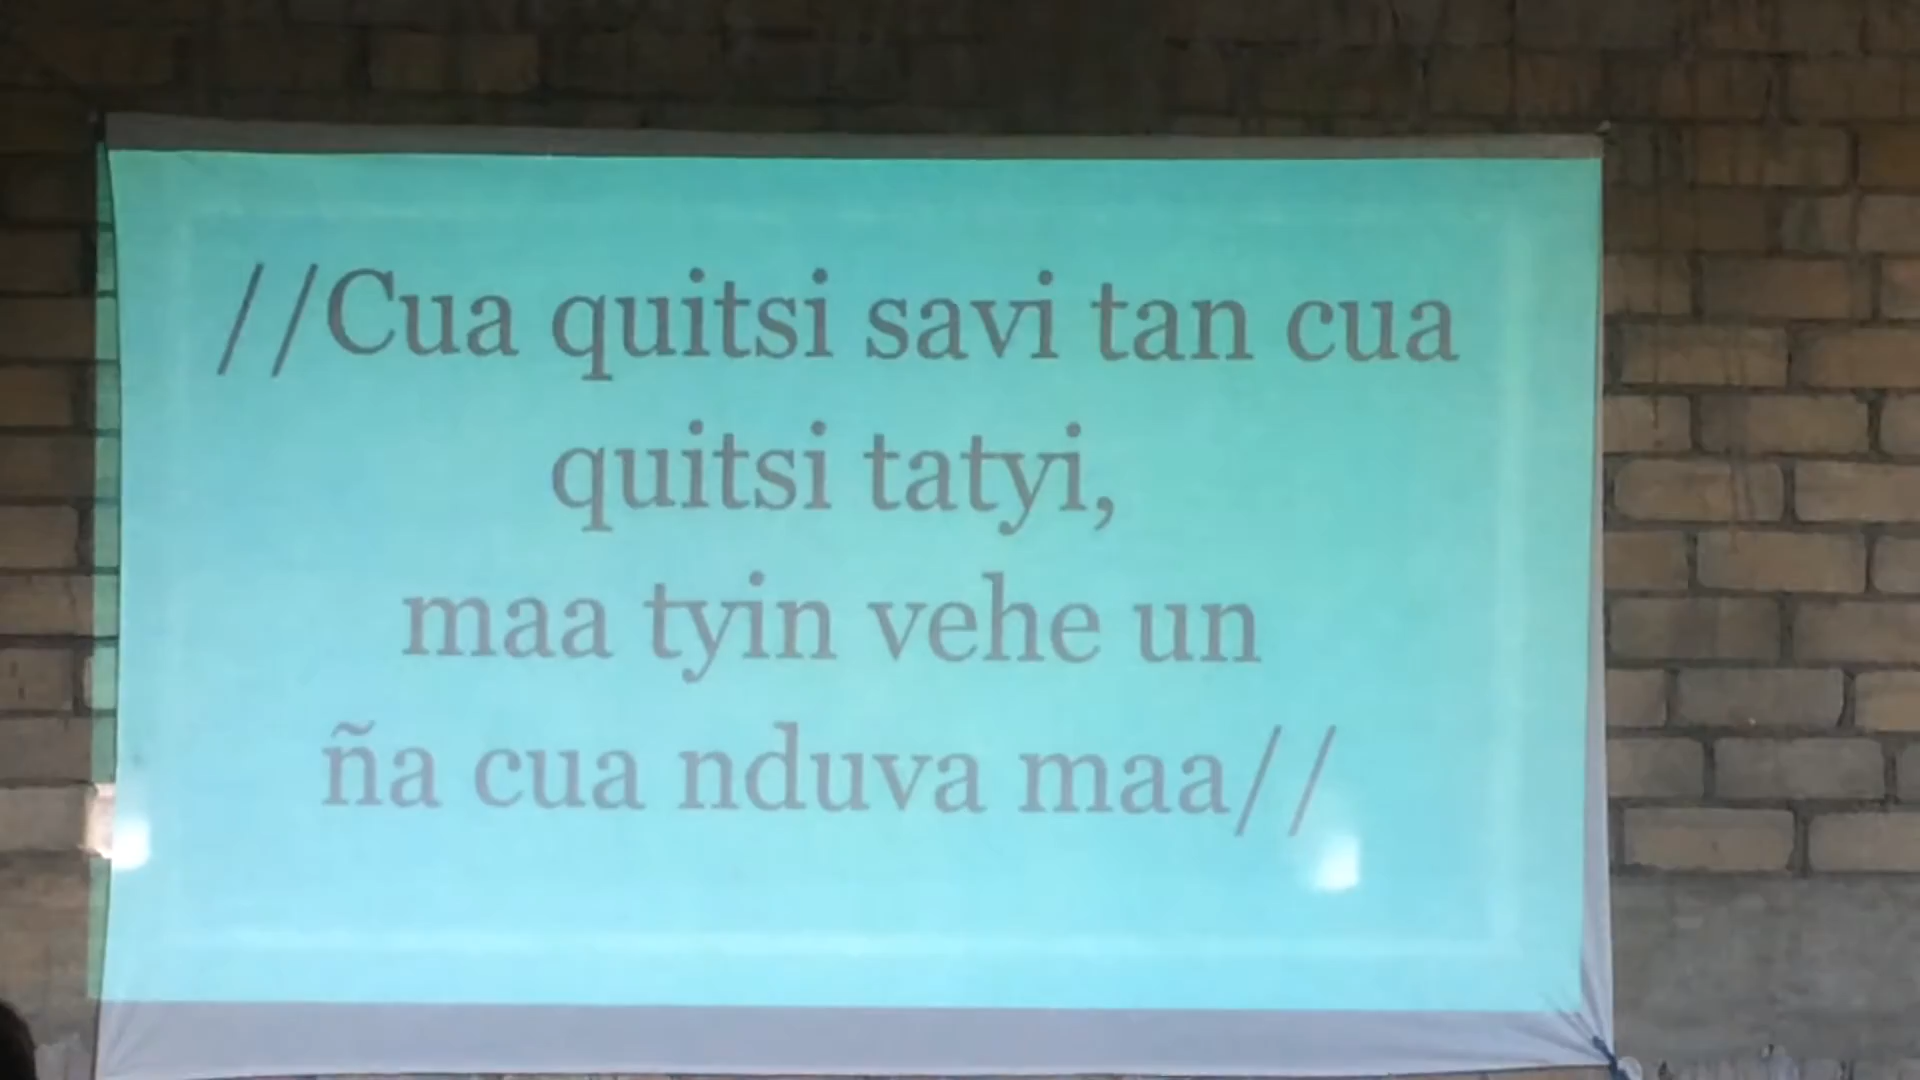 //Cua quitsi savi tan cua
quitsi tatyi,
maa tyin vehe un
ña cua nduva maa//